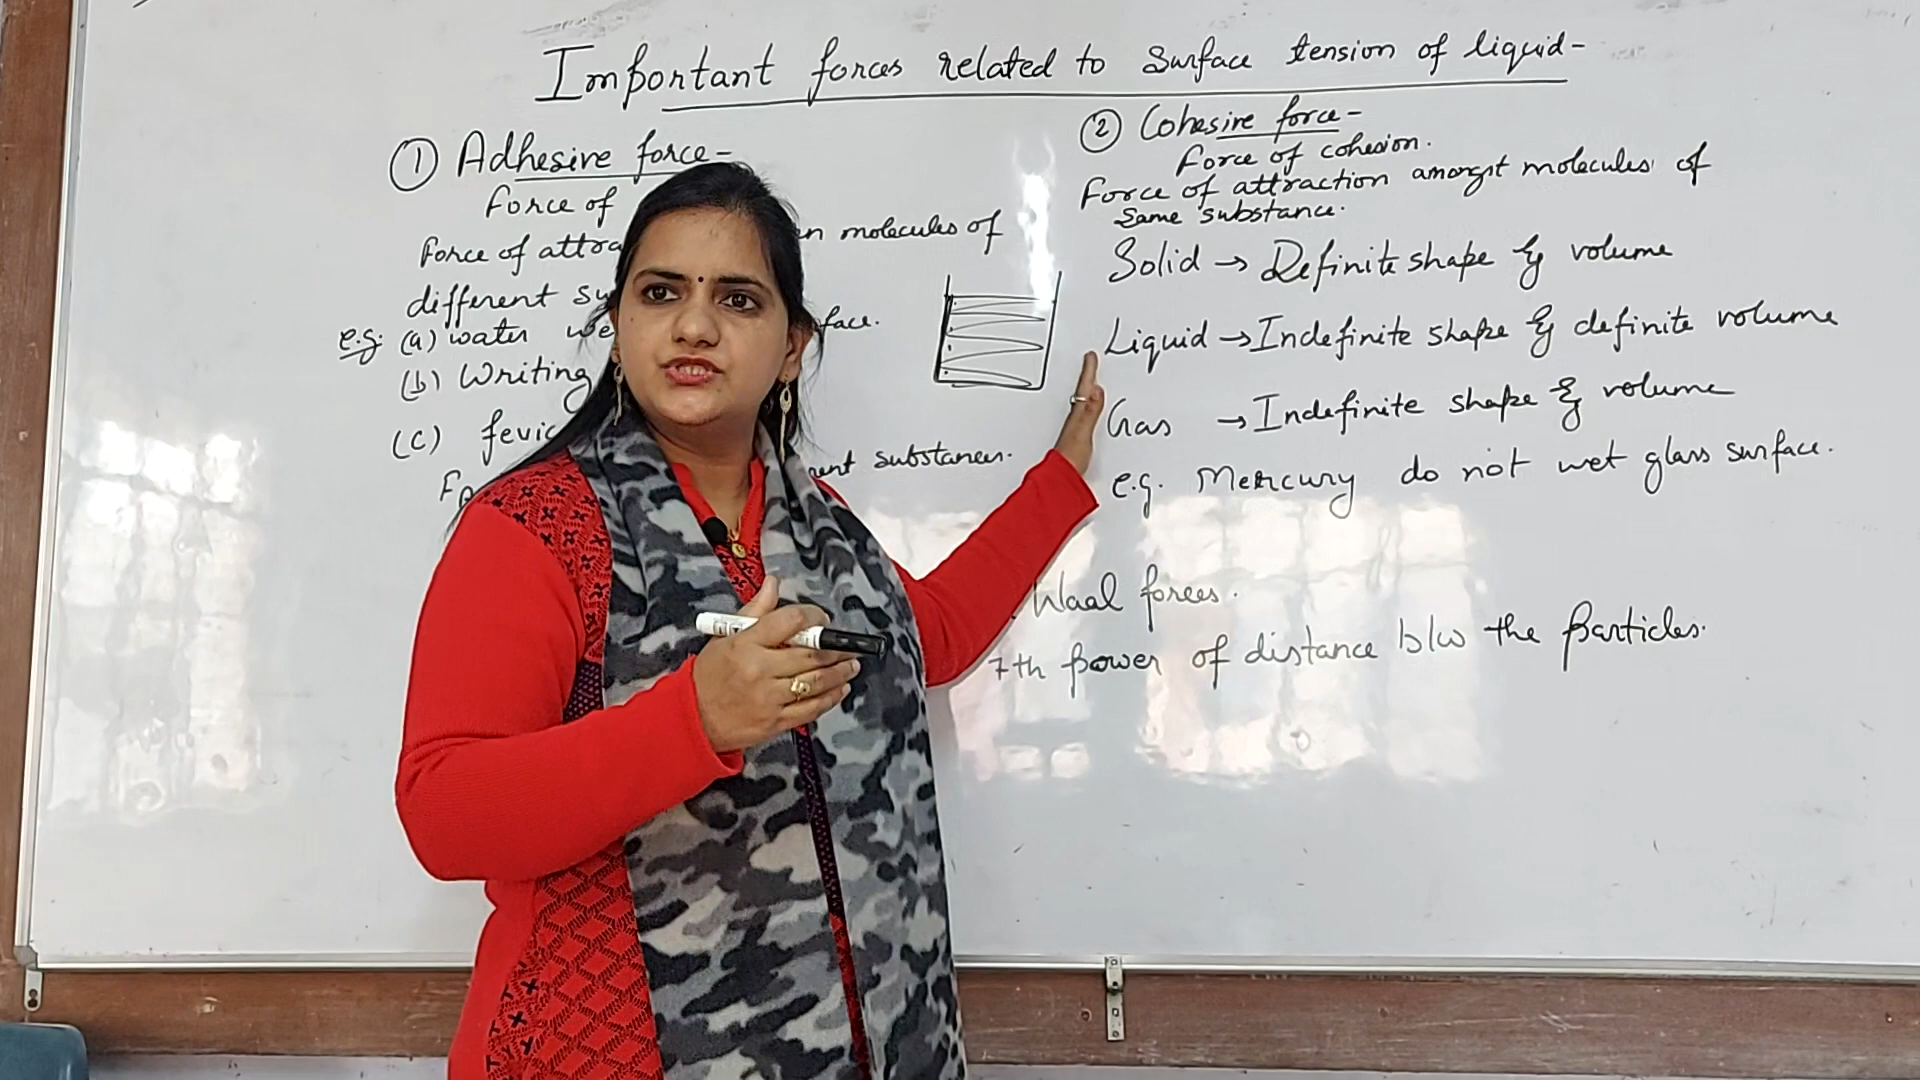 Important forces related to surface tension of liquid-
① Adhesive force-
Force of
Force of attra n molecules of
different su
e.g: (a) water we face.
(b) Writing
(c) fevic
rent substances.
② Cohesive force-
Force of cohesion.
Force of attraction amongst molecules of
same substance.
Solid → Definite shape & volume
Liquid → Indefinite shape & definite volume
Gas → Indefinite shape & volume
e.g. Mercury do not wet glass surface.
Waal forces.
7th power of distance b/w the particles.